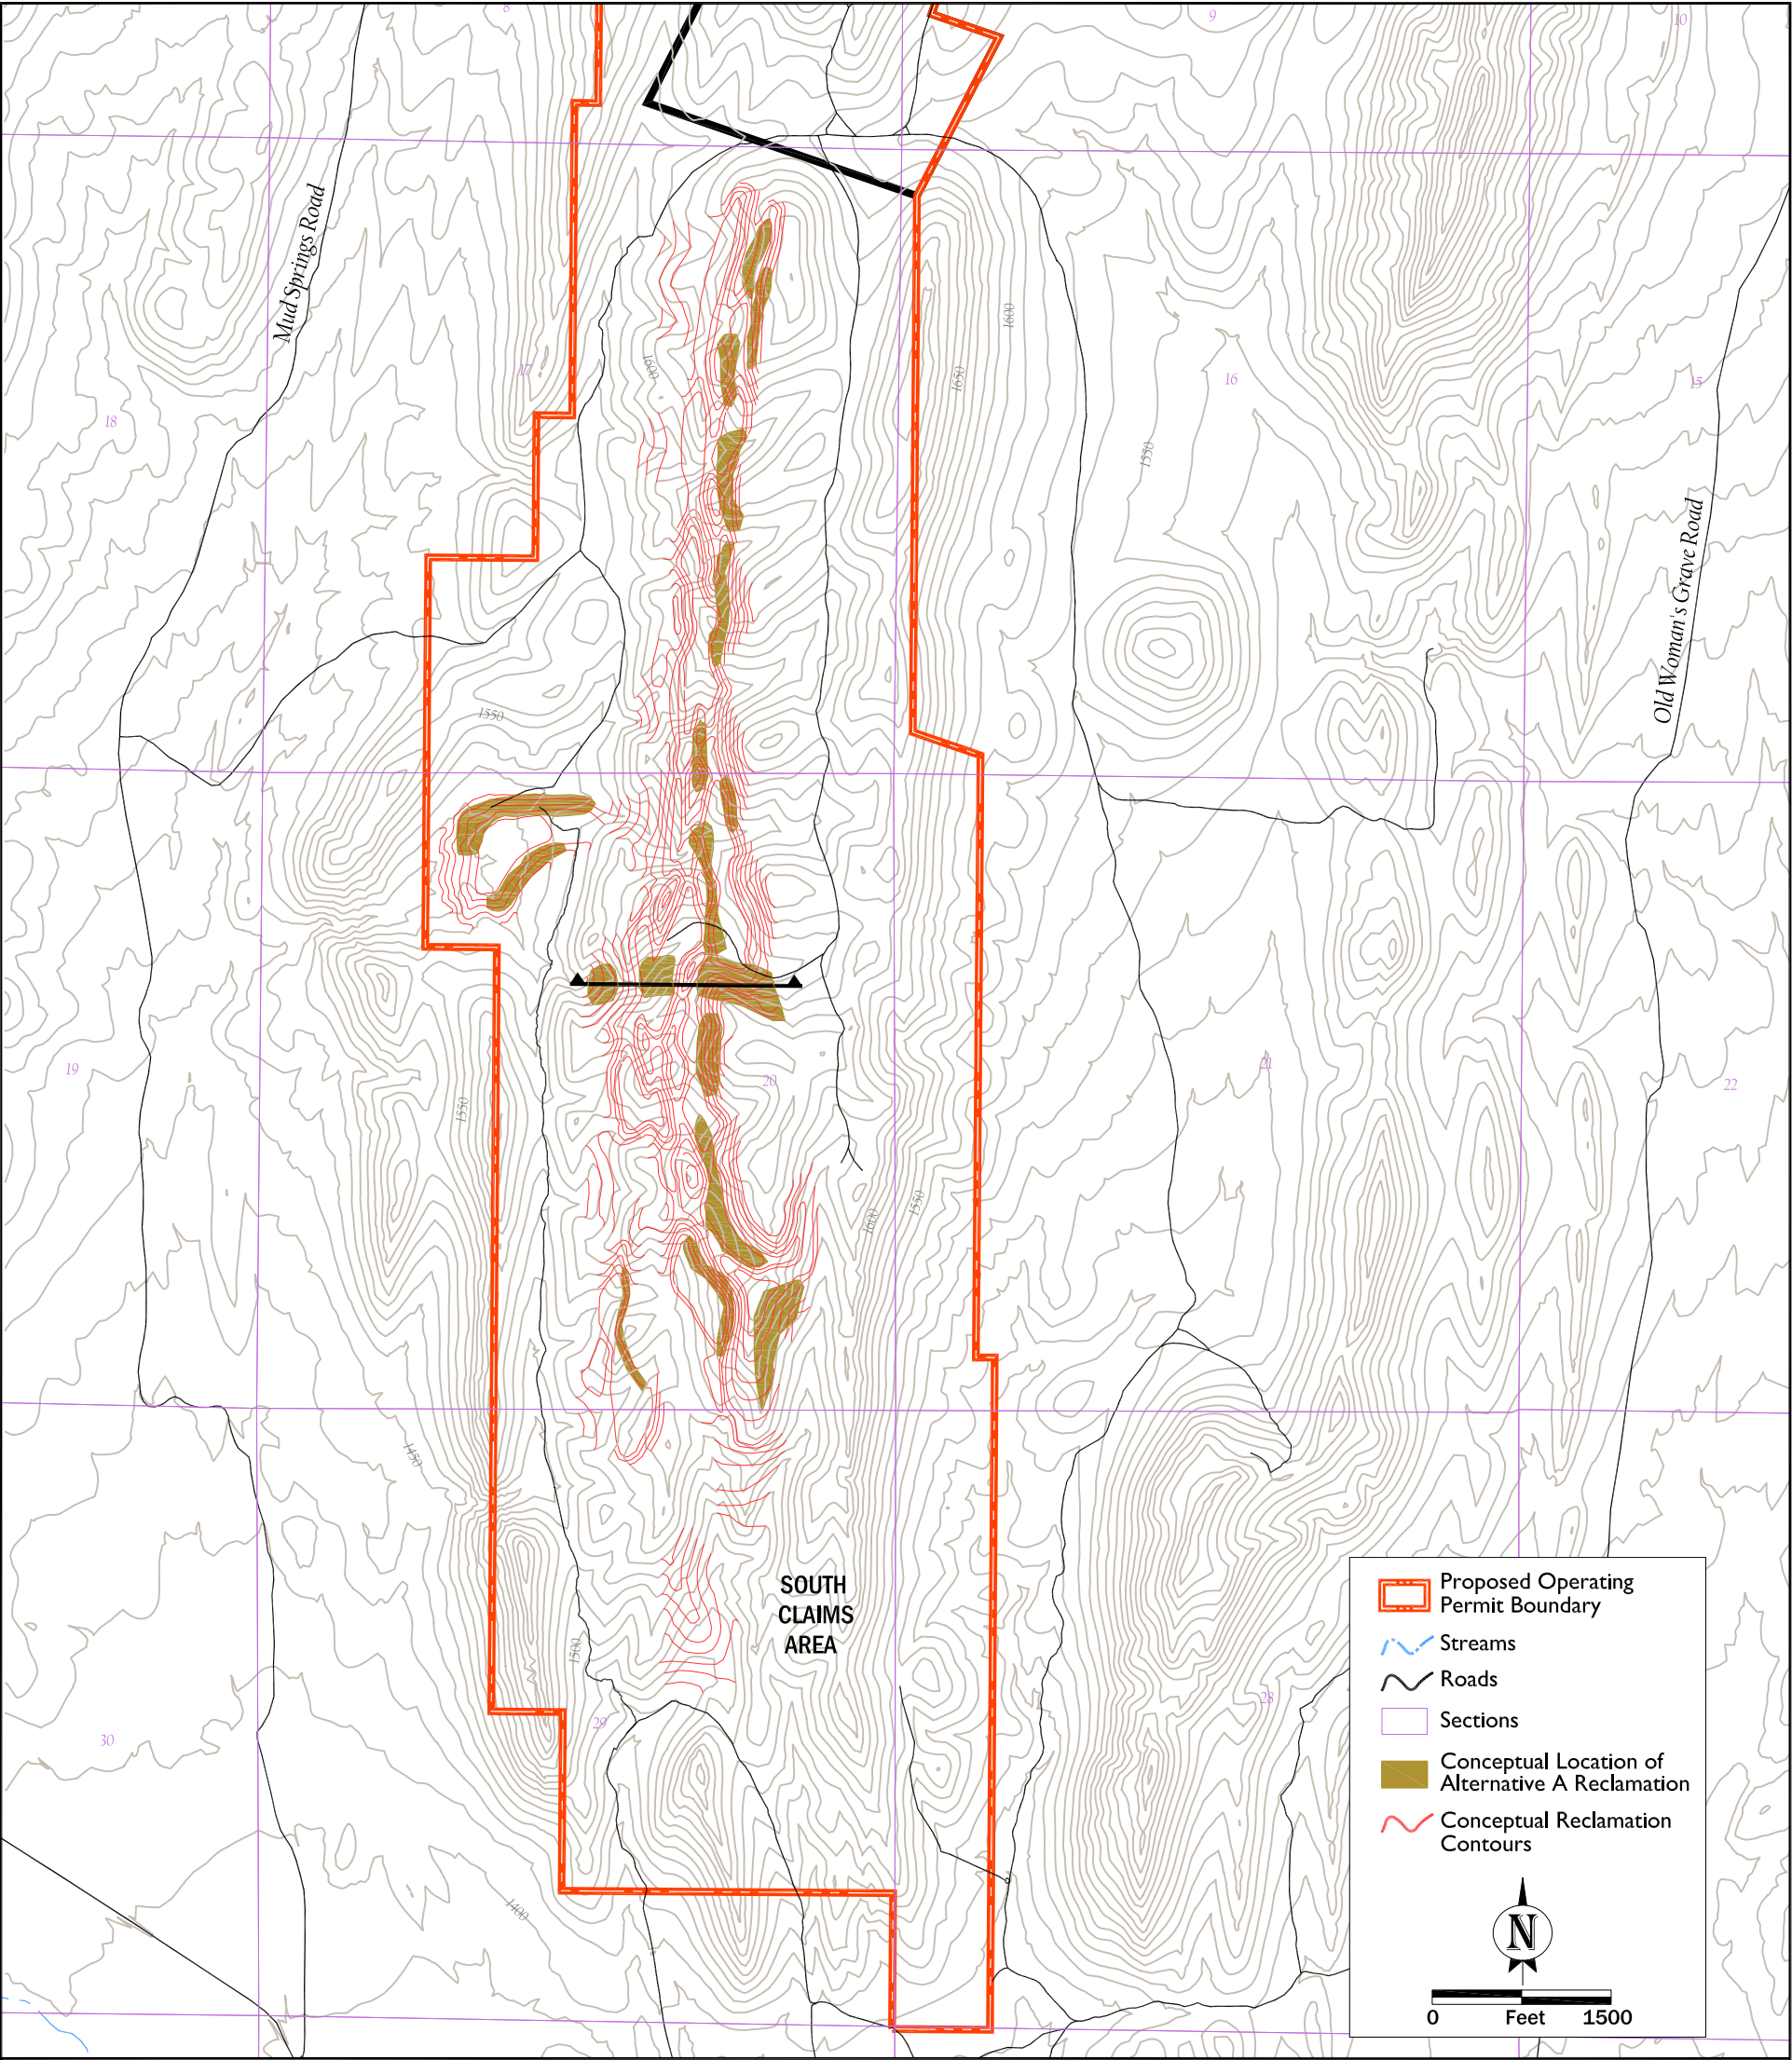 8
9
10
Mud Springs Road
1600
1650
1600
17
16
15
18
1550
Old Woman's Grave Road
1550
19
20
21
22
1550
1550
1600
1450
SOUTH
CLAIMS
AREA
1500
29
28
30
1400
Proposed Operating
Permit Boundary
Streams
Roads
Sections
Conceptual Location of
Alternative A Reclamation
Conceptual Reclamation
Contours
N
0 Feet 1500